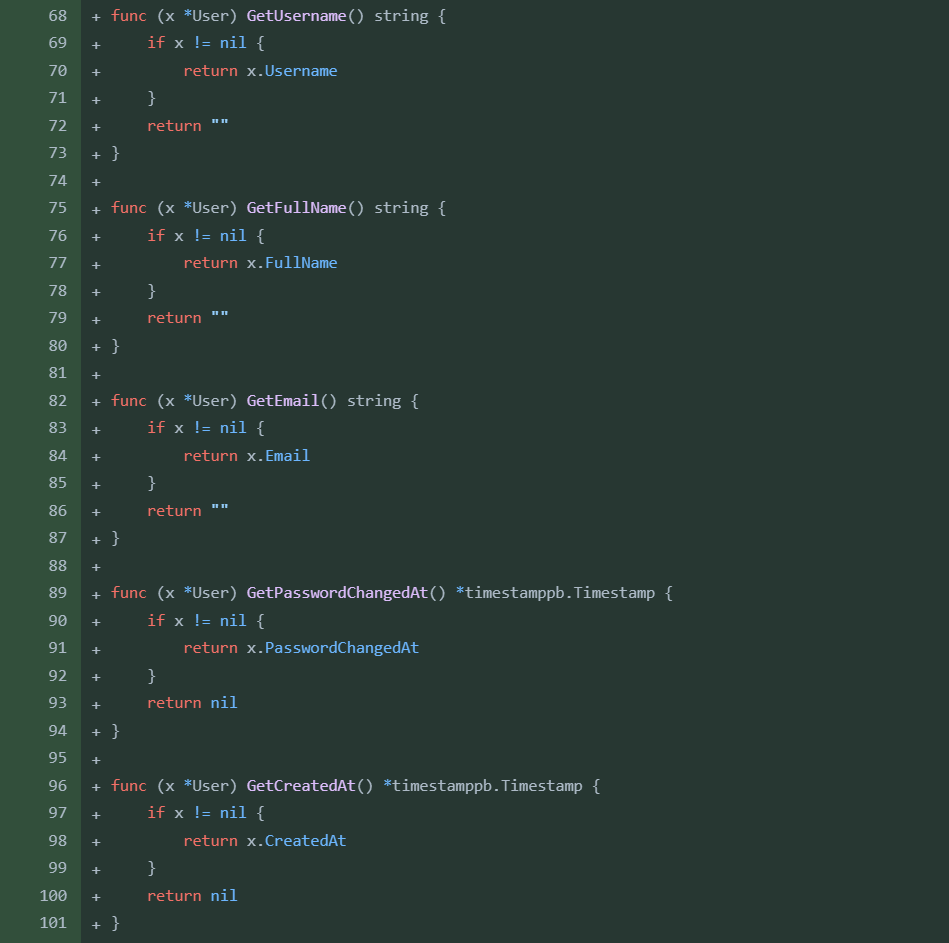 68 + func (x *User) GetUsername() string {
69 +     if x != nil {
70 +         return x.Username
71 +     }
72 +     return ""
73 + }
74 +
75 + func (x *User) GetFullName() string {
76 +     if x != nil {
77 +         return x.FullName
78 +     }
79 +     return ""
80 + }
81 +
82 + func (x *User) GetEmail() string {
83 +     if x != nil {
84 +         return x.Email
85 +     }
86 +     return ""
87 + }
88 +
89 + func (x *User) GetPasswordChangedAt() *timestamppb.Timestamp {
90 +     if x != nil {
91 +         return x.PasswordChangedAt
92 +     }
93 +     return nil
94 + }
95 +
96 + func (x *User) GetCreatedAt() *timestamppb.Timestamp {
97 +     if x != nil {
98 +         return x.CreatedAt
99 +     }
100 +     return nil
101 + }